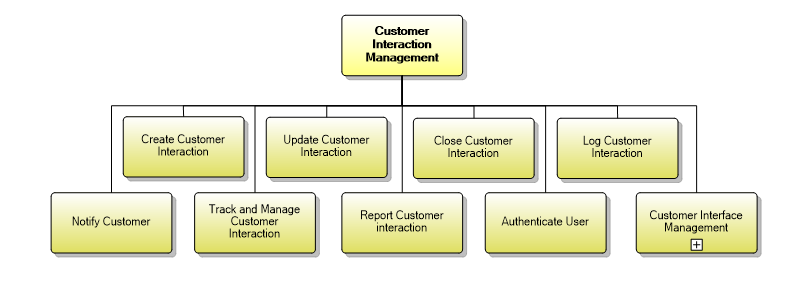 Customer
Interaction
Management
Create Customer
Interaction
Update Customer
Interaction
Close Customer
Interaction
Log Customer
Interaction
Notify Customer
Track and Manage
Customer
Interaction
Report Customer
interaction
Authenticate User
Customer Interface
Management